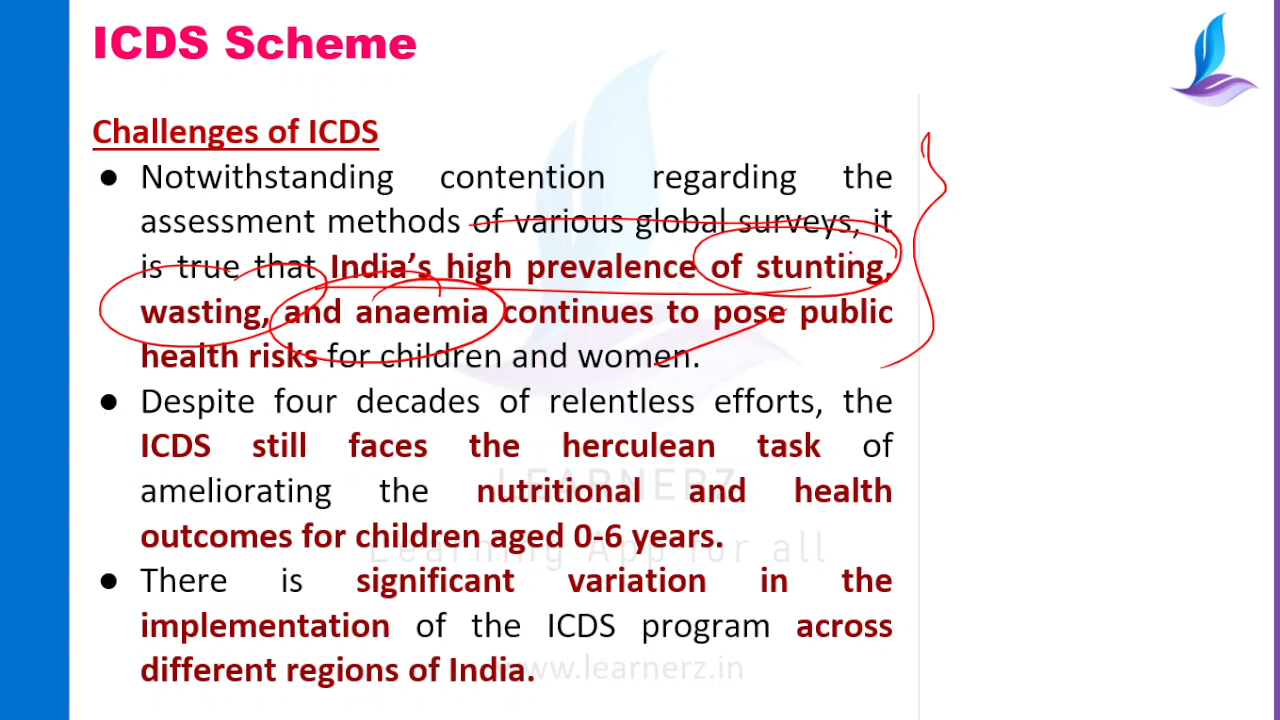 ICDS Scheme
Challenges of ICDS
● Notwithstanding contention regarding the
assessment methods of various global surveys, it
is true that India's high prevalence of stunting,
wasting, and anaemia continues to pose public
health risks for children and women.
● Despite four decades of relentless efforts, the
ICDS still faces the herculean task of
ameliorating the nutritional and health
outcomes for children aged 0-6 years.
● There is significant variation in the
implementation of the ICDS program across
different regions of India.
LEARNERZ
Learning App for all
www.learnerz.in